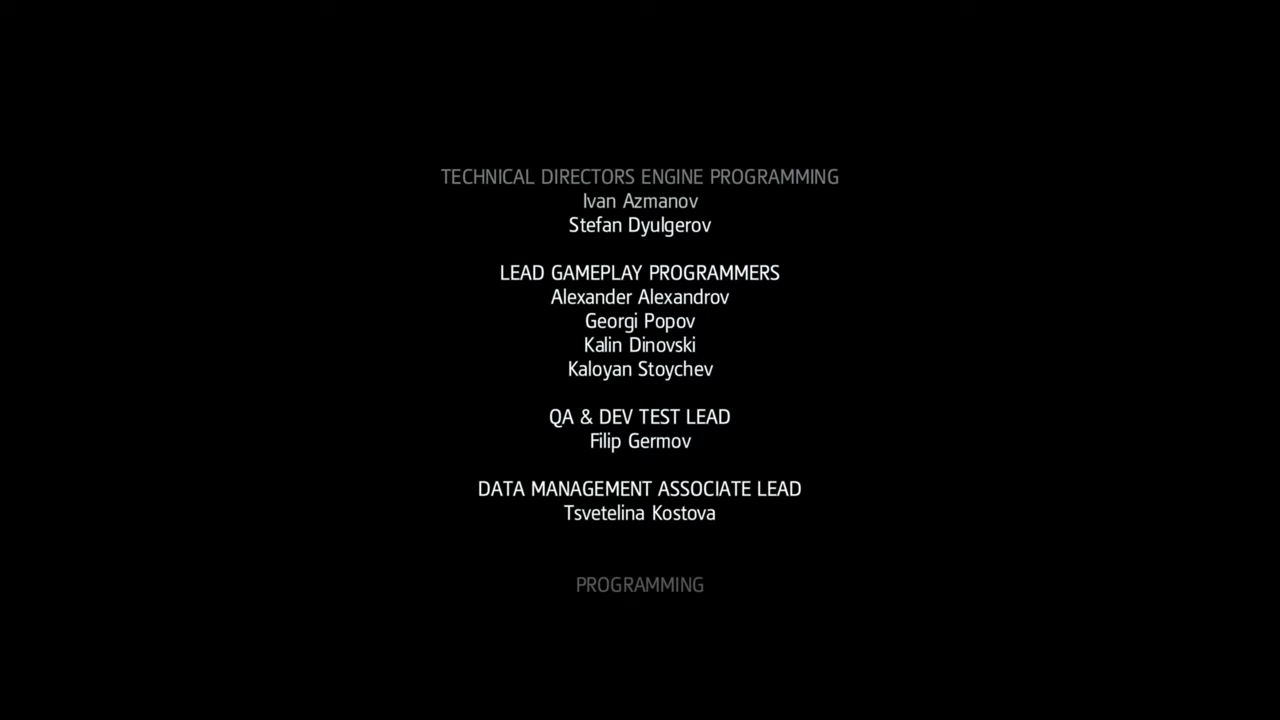 TECHNICAL DIRECTORS ENGINE PROGRAMMING
Ivan Azmanov
Stefan Dyulgerov
LEAD GAMEPLAY PROGRAMMERS
Alexander Alexandrov
Georgi Popov
Kalin Dinovski
Kaloyan Stoychev
QA & DEV TEST LEAD
Filip Germov
DATA MANAGEMENT ASSOCIATE LEAD
Tsvetelina Kostova
PROGRAMMING